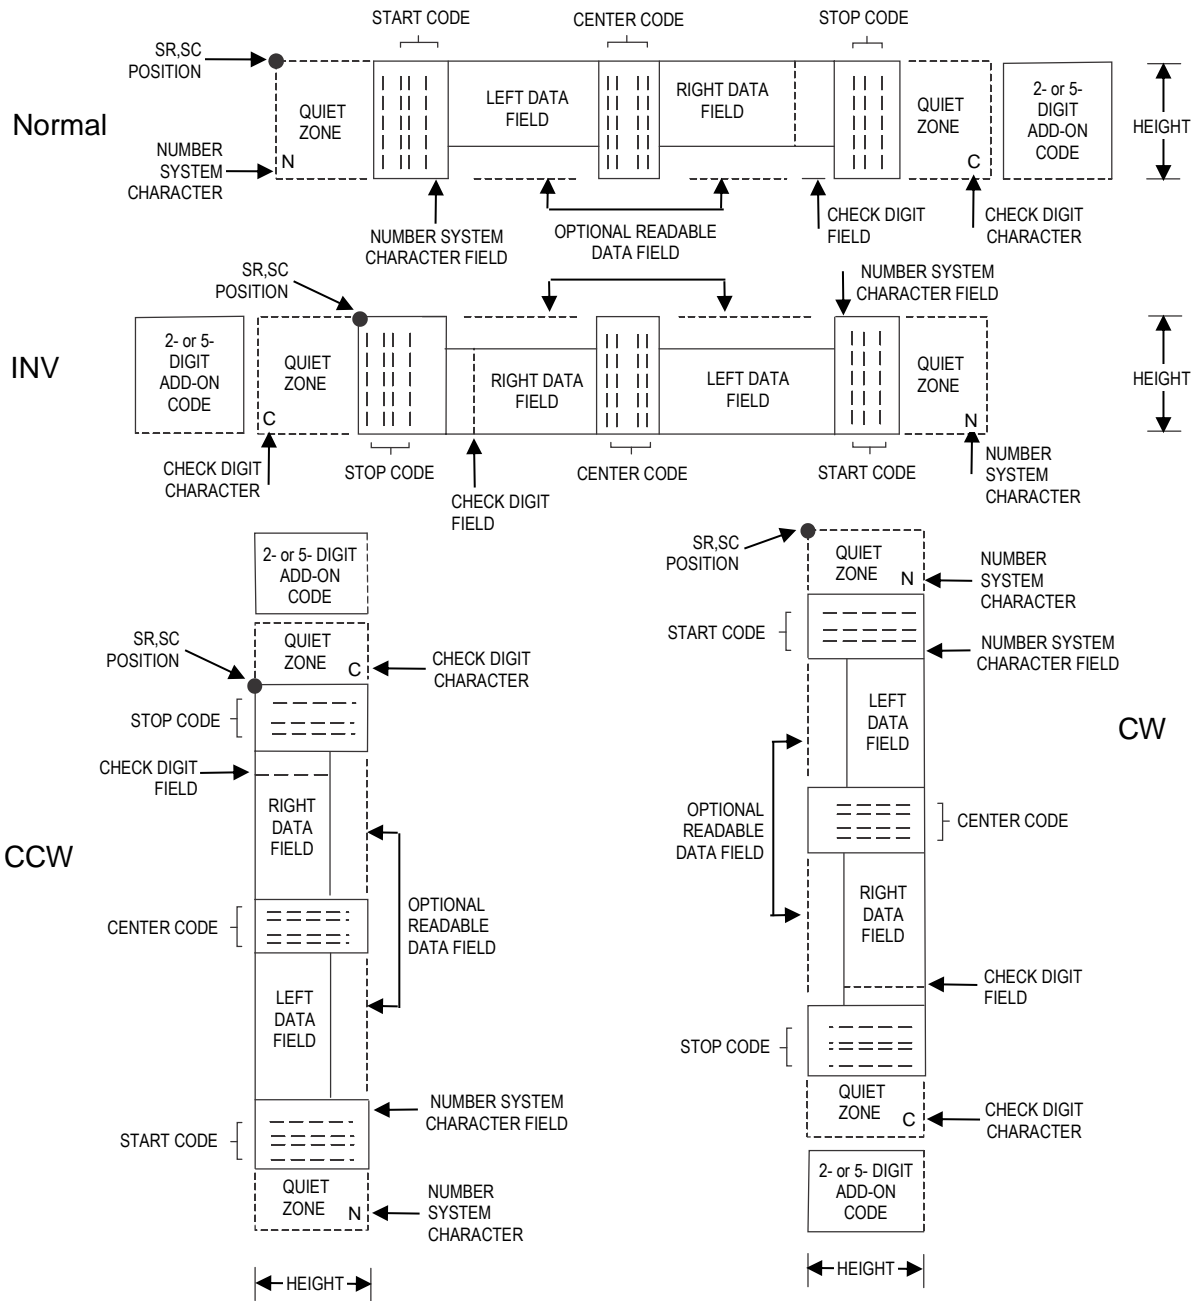 START CODE
CENTER CODE
STOP CODE
SR,SC
POSITION
Normal
QUIET
ZONE
LEFT DATA
FIELD
RIGHT DATA
FIELD
QUIET
ZONE
2- or 5-
DIGIT
ADD-ON
CODE
HEIGHT
NUMBER
SYSTEM
CHARACTER
N
C
NUMBER SYSTEM
CHARACTER FIELD
OPTIONAL READABLE
DATA FIELD
CHECK DIGIT
FIELD
CHECK DIGIT
CHARACTER
SR,SC
POSITION
NUMBER SYSTEM
CHARACTER FIELD
INV
2- or 5-
DIGIT
ADD-ON
CODE
QUIET
ZONE
C
RIGHT DATA
FIELD
LEFT DATA
FIELD
QUIET
ZONE
N
HEIGHT
CHECK DIGIT
CHARACTER
STOP CODE
CHECK DIGIT
FIELD
CENTER CODE
START CODE
NUMBER
SYSTEM
CHARACTER
CCW
2- or 5- DIGIT
ADD-ON
CODE
SR,SC
POSITION
QUIET
ZONE
C
CHECK DIGIT
CHARACTER
STOP CODE
CHECK DIGIT
FIELD
RIGHT
DATA
FIELD
CENTER CODE
OPTIONAL
READABLE
DATA FIELD
LEFT
DATA
FIELD
NUMBER SYSTEM
CHARACTER FIELD
START CODE
QUIET
ZONE
N
NUMBER
SYSTEM
CHARACTER
HEIGHT
SR,SC
POSITION
QUIET
ZONE
N
NUMBER
SYSTEM
CHARACTER
START CODE
NUMBER SYSTEM
CHARACTER FIELD
LEFT
DATA
FIELD
CW
OPTIONAL
READABLE
DATA FIELD
CENTER CODE
RIGHT
DATA
FIELD
CHECK DIGIT
FIELD
STOP CODE
QUIET
ZONE
C
CHECK DIGIT
CHARACTER
2- or 5- DIGIT
ADD-ON
CODE
HEIGHT